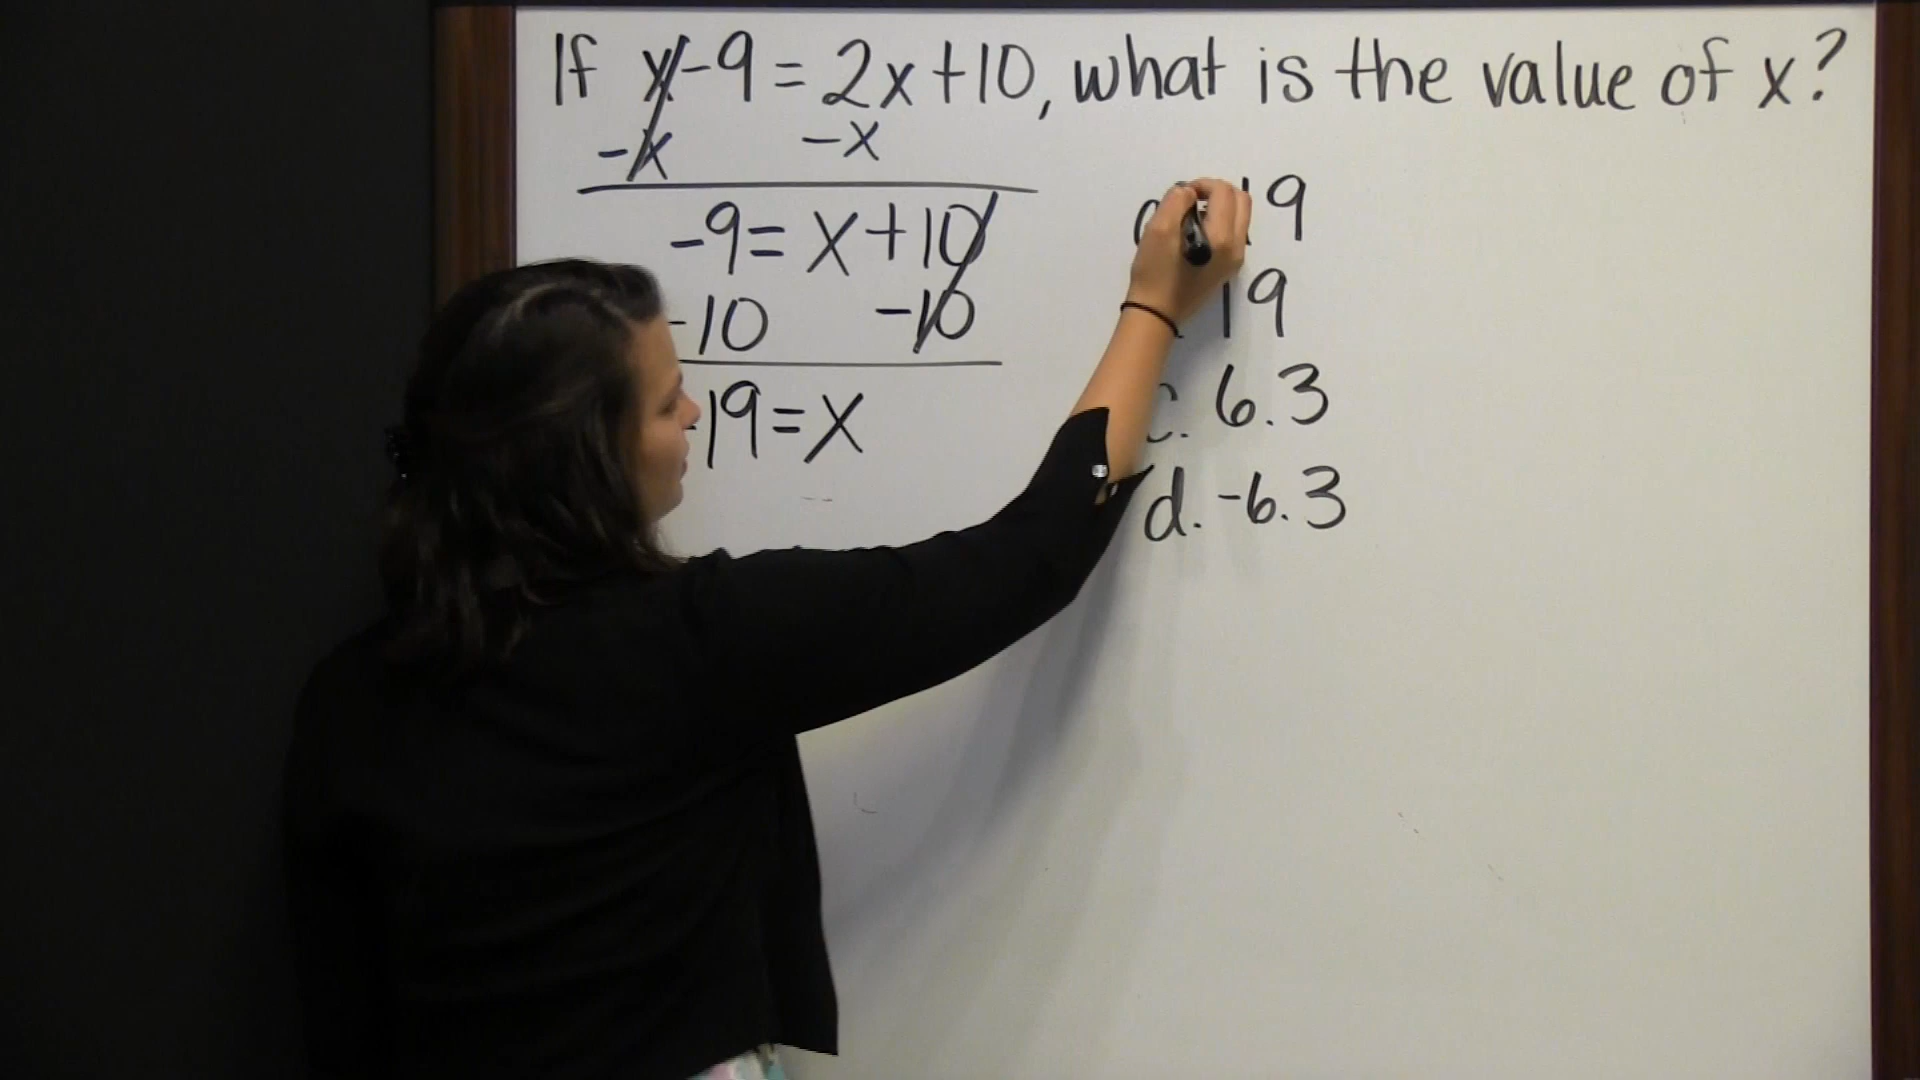 If x-9=2x+10, what is the value of x?
-x -x
-9=x+10
-10 -10
-19=x
19
19
c. 6.3
d. -6.3